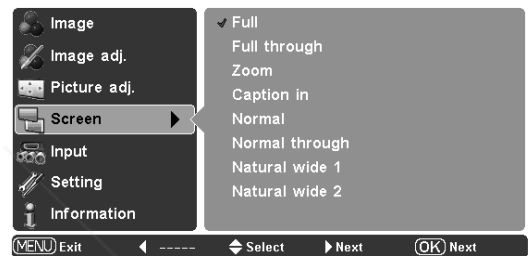 Image
Image adj.
Picture adj.
Screen
Input
Setting
Information
Full
Full through
Zoom
Caption in
Normal
Normal through
Natural wide 1
Natural wide 2
MENU Exit ----- Select Next OK Next